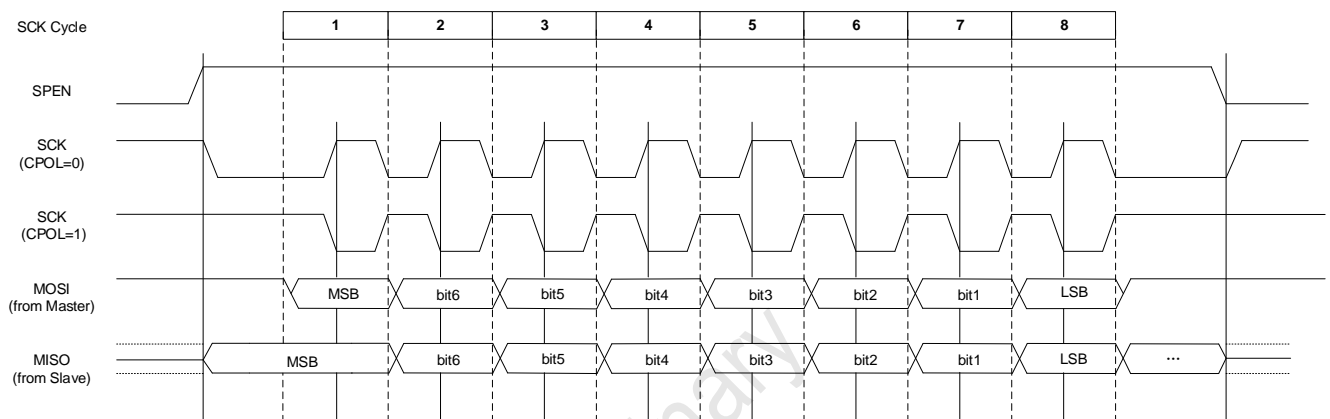 SCK Cycle 1 2 3 4 5 6 7 8
SPEN
SCK
(CPOL=0)
SCK
(CPOL=1)
MOSI
(from Master)
MSB bit6 bit5 bit4 bit3 bit2 bit1 LSB
MISO
(from Slave)
MSB bit6 bit5 bit4 bit3 bit2 bit1 LSB ...